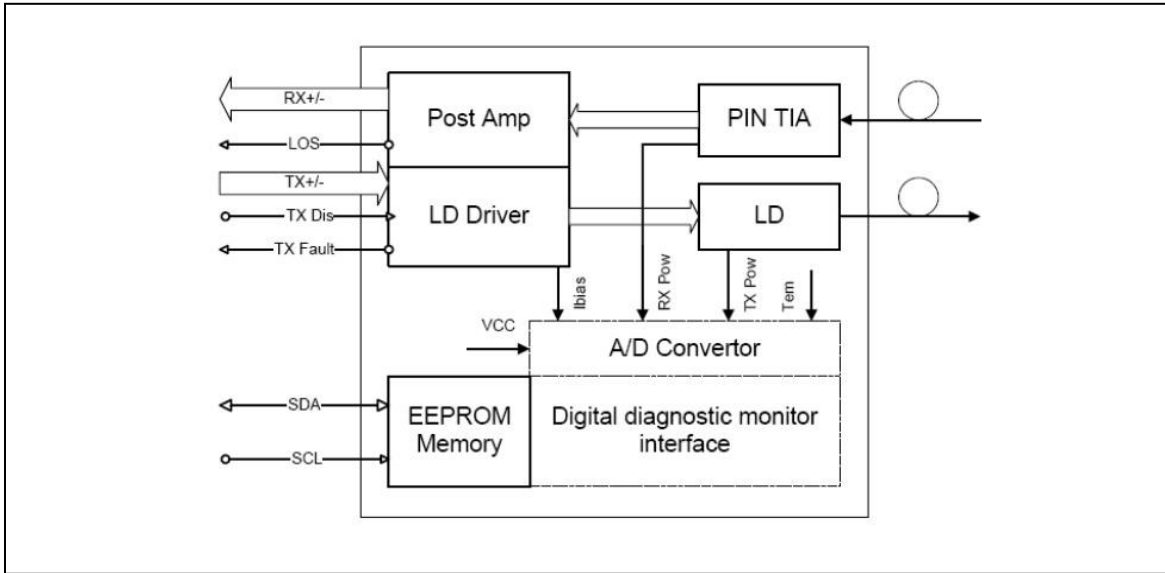 RX+/-
Post Amp
PIN TIA
LOS
TX+/-
LD Driver
LD
TX Dis
TX Fault
Ibias
RX Pow
TX Pow
Tem
VCC
A/D Convertor
SDA
EEPROM
Memory
Digital diagnostic monitor
interface
SCL